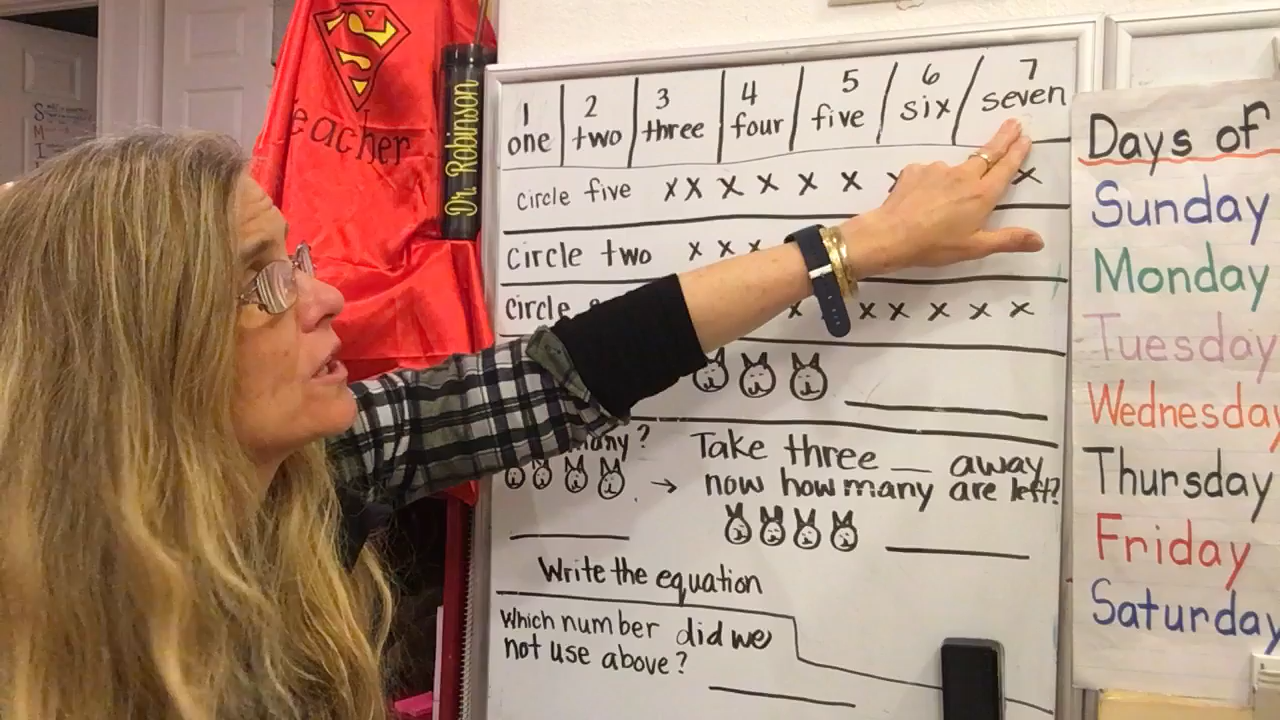 S
Teacher
Dr. Robinson
1 2 3 4 5 6 7
one two three four five six seven
circle five x x x x x x x
circle two x x x
circle x x x x x x
many?
Take three __ away
now how many are left?
Write the equation
Which number did we
not use above?
Days of
Sunday
Monday
Tuesday
Wednesday
Thursday
Friday
Saturday